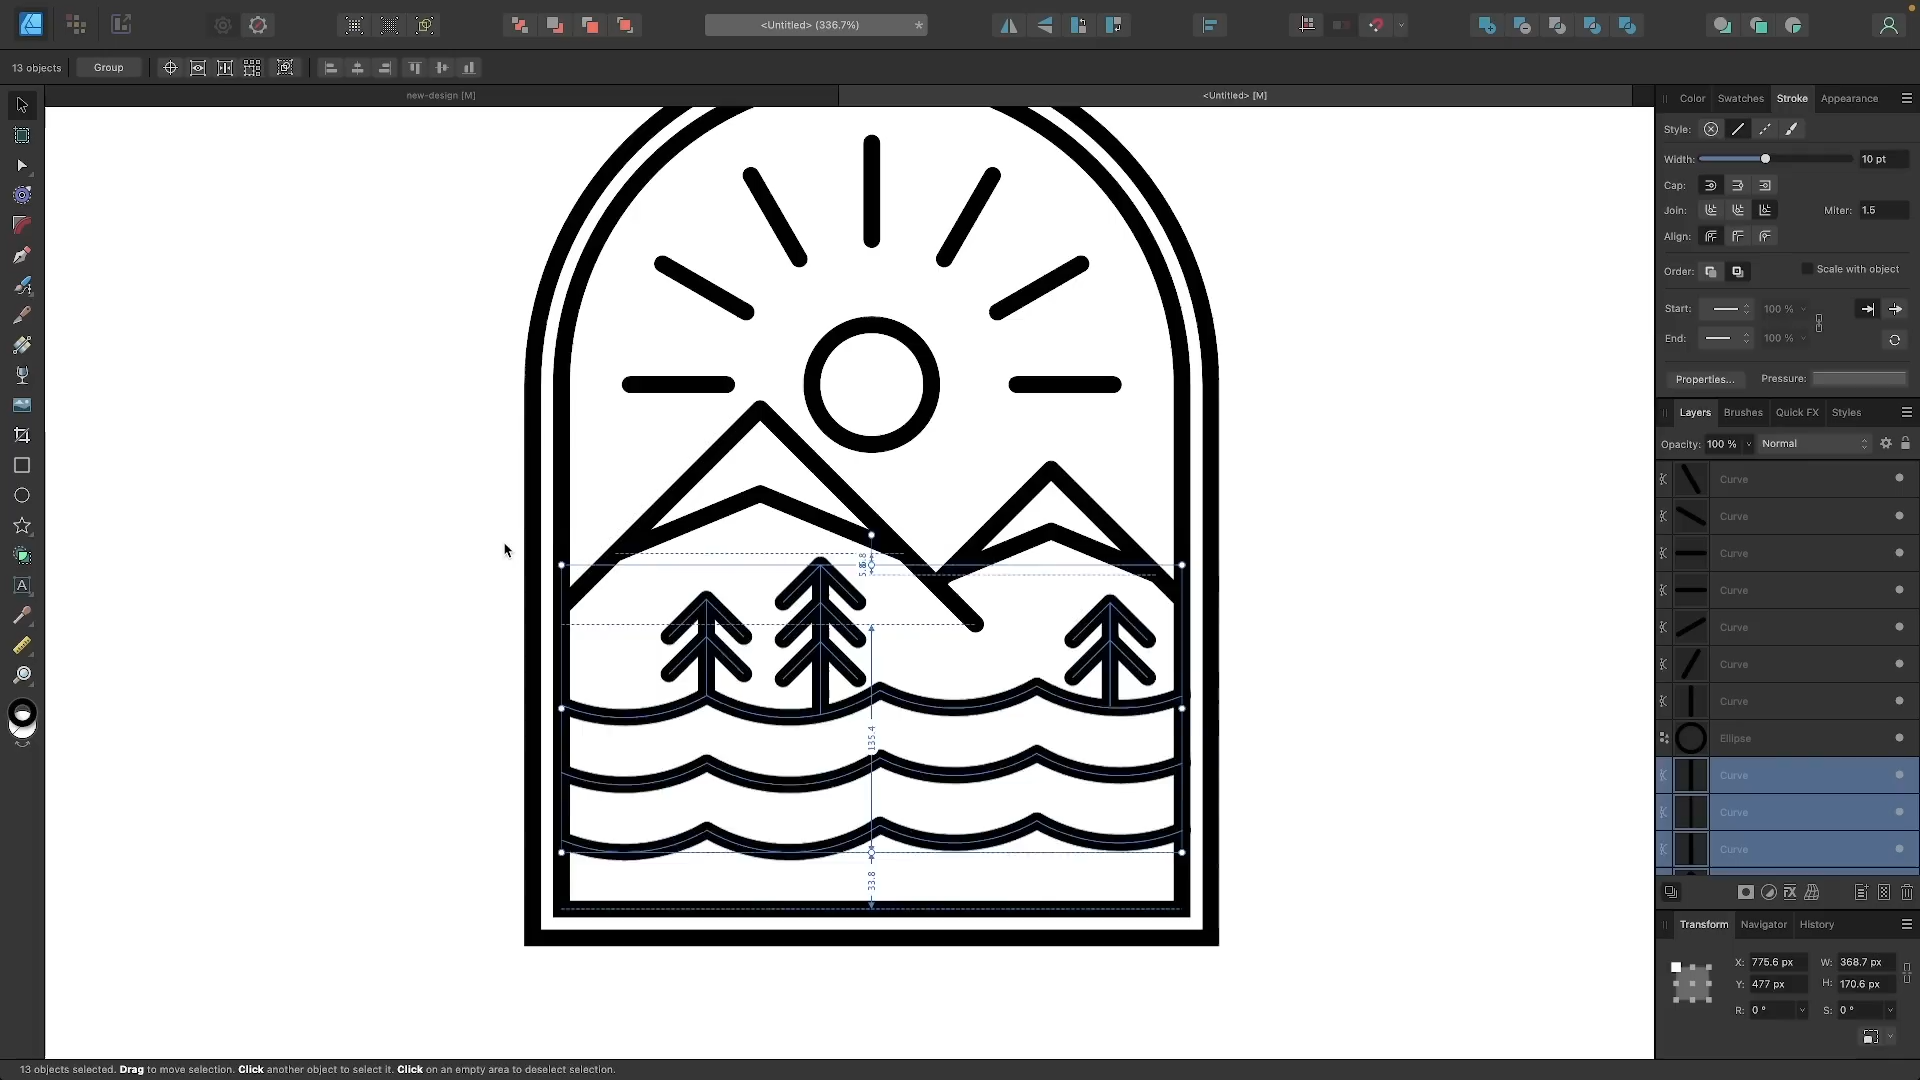 <Untitled> (336.7%)
*
13 objects
Group
new-design [M]
<Untitled> [M]
Color
Swatches
Stroke
Appearance
Style:
Width:
10 pt
Cap:
Join:
Miter:
1.5
Align:
Order:
Scale with object
Start:
100 %
End:
100 %
Properties...
Pressure:
Layers
Brushes
Quick FX
Styles
Opacity:
100 %
Normal
Curve
Curve
Curve
Curve
Curve
Curve
Curve
Ellipse
Curve
Curve
Curve
135.4
33.8
Transform
Navigator
History
X:
775.6 px
W:
368.7 px
Y:
477 px
H:
170.6 px
R:
0 °
S:
0 °
13 objects selected. Drag to move selection. Click another object to select it. Click on an empty area to deselect selection.